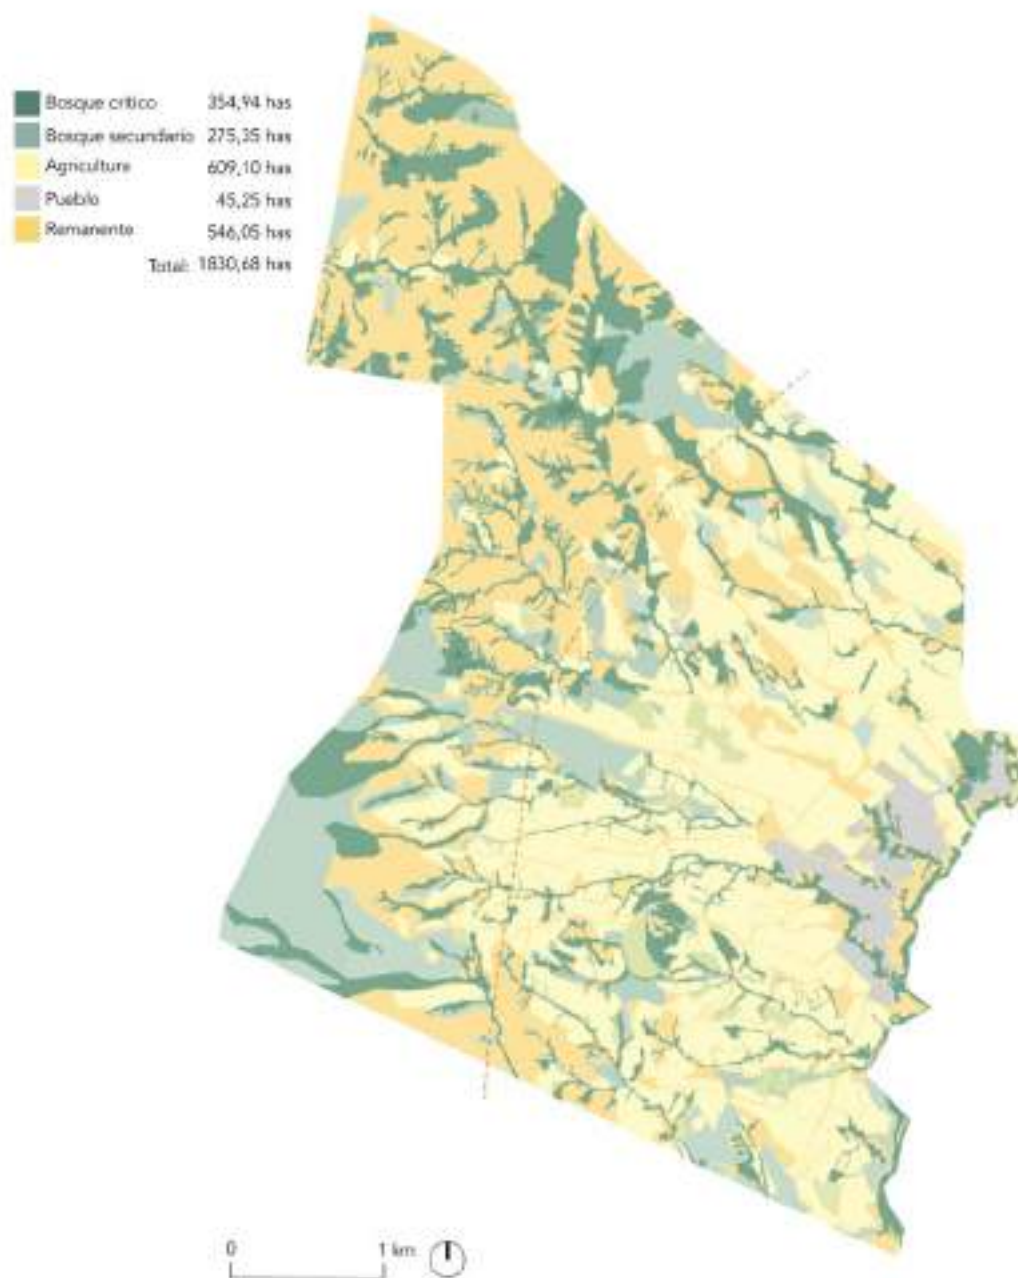 Bosque crítico 354,94 has
Bosque secundario 275,35 has
Agriculture 609,10 has
Pueblo 45,25 has
Remanente 546,05 has
Total: 1830,68 has
0 1 km